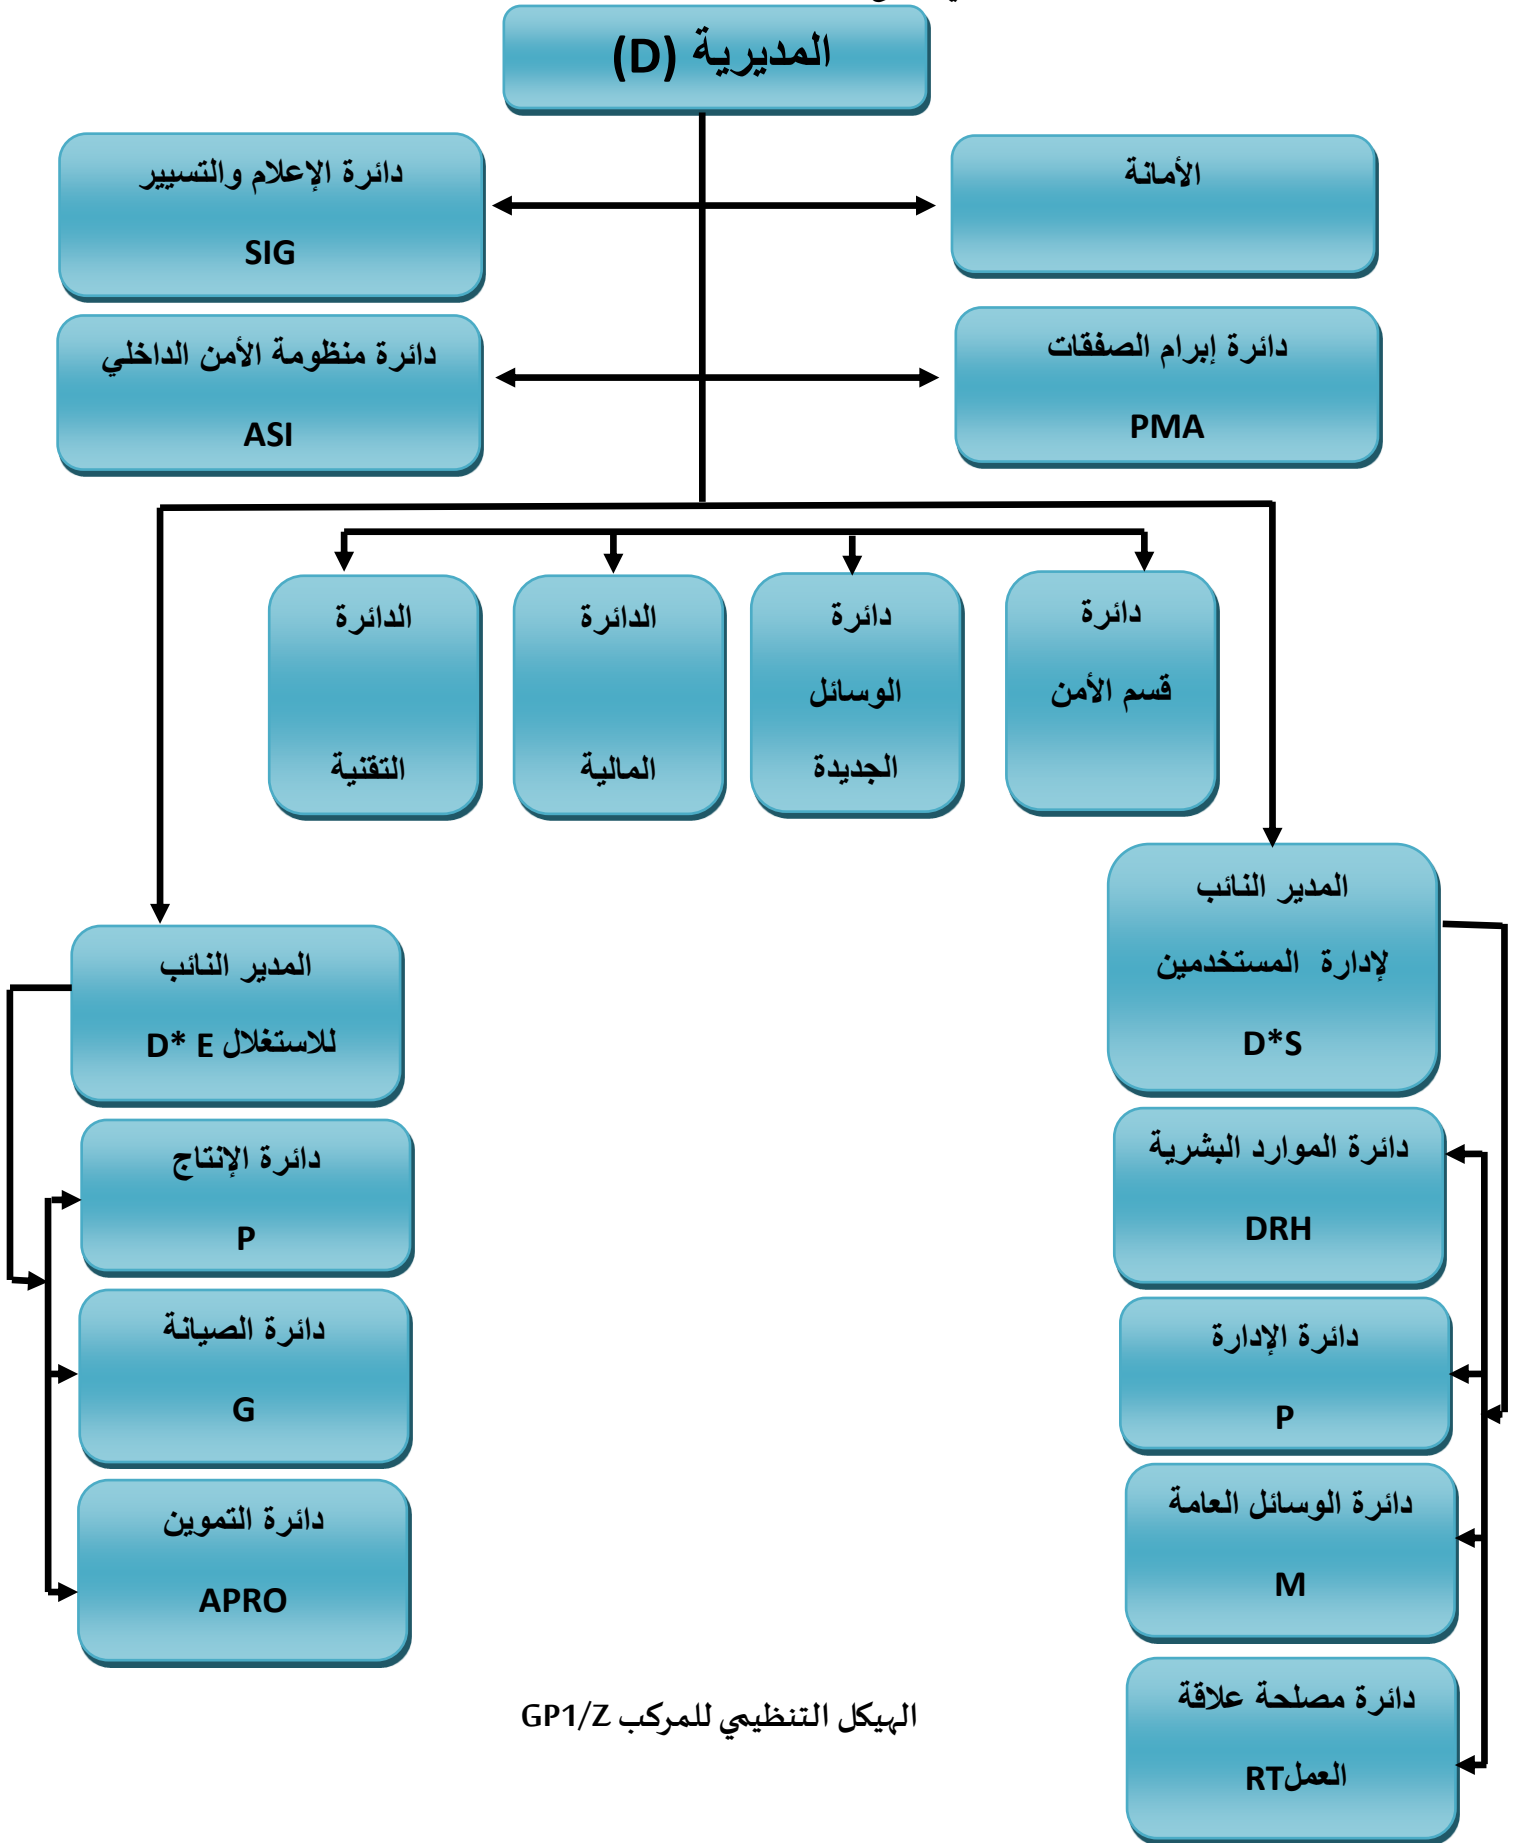 المديرية (D)
الأمانة
دائرة الإعلام والتسيير
SIG
دائرة إبرام الصفقات
PMA
دائرة منظومة الأمن الداخلي
ASI
دائرة
قسم الأمن
دائرة
الوسائل
الجديدة
الدائرة
المالية
الدائرة
التقنية
المدير النائب
لإدارة المستخدمين
D*S
دائرة الموارد البشرية
DRH
دائرة الإدارة
P
دائرة الوسائل العامة
M
دائرة مصلحة علاقة
العملRT
المدير النائب
للاستغلال D* E
دائرة الإنتاج
P
دائرة الصيانة
G
دائرة التموين
APRO
الهيكل التنظيمي للمركب GP1/Z